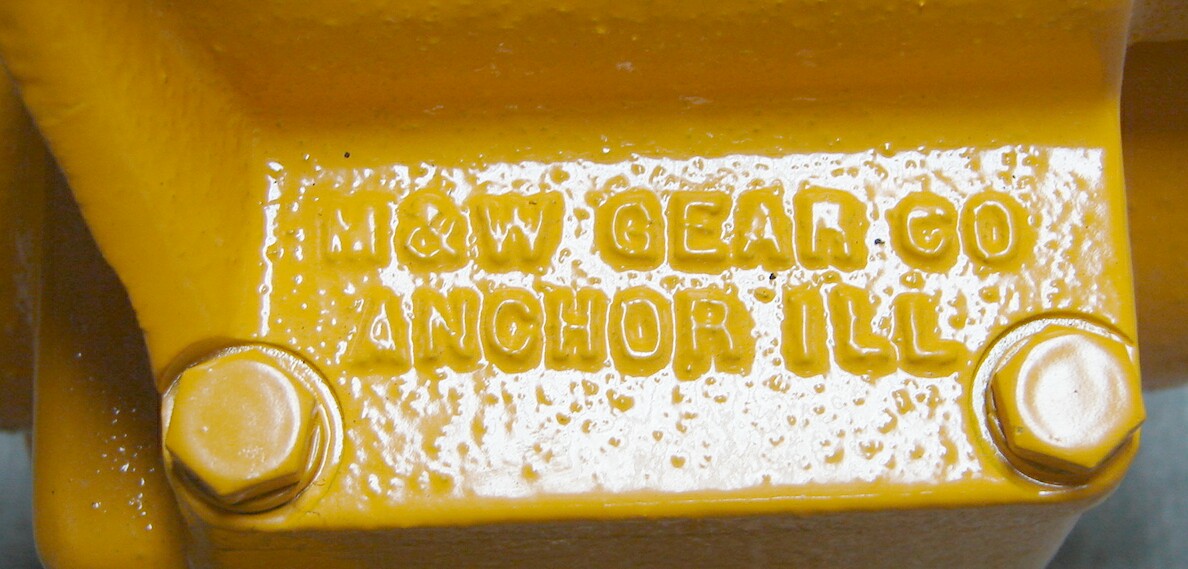 M&W GEAR CO
ANCHOR ILL